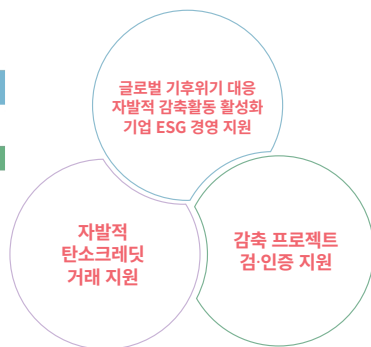 글로벌 기후위기 대응
자발적 감축활동 활성화
기업 ESG 경영 지원
자발적
탄소크레딧
거래 지원
감축 프로젝트
검·인증 지원